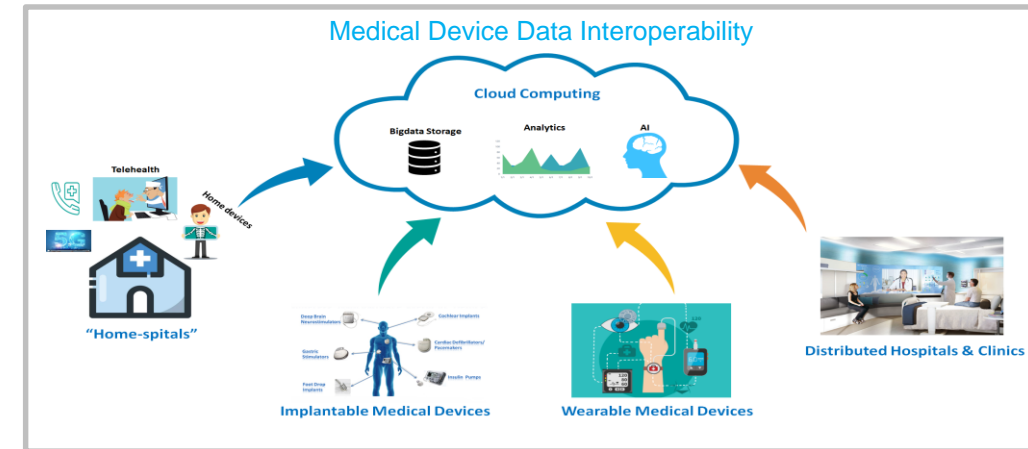 Medical Device Data Interoperability
Cloud Computing
Bigdata Storage
Analytics
AI
Telehealth
Home devices
5G
"Home-spitals"
Deep Brain
Neurostimulators
Cochlear Implants
Gastric
Stimulators
Cardiac Defibrillators/
Pacemakers
Foot Drop
Implants
Insulin Pumps
Implantable Medical Devices
Wearable Medical Devices
Distributed Hospitals & Clinics